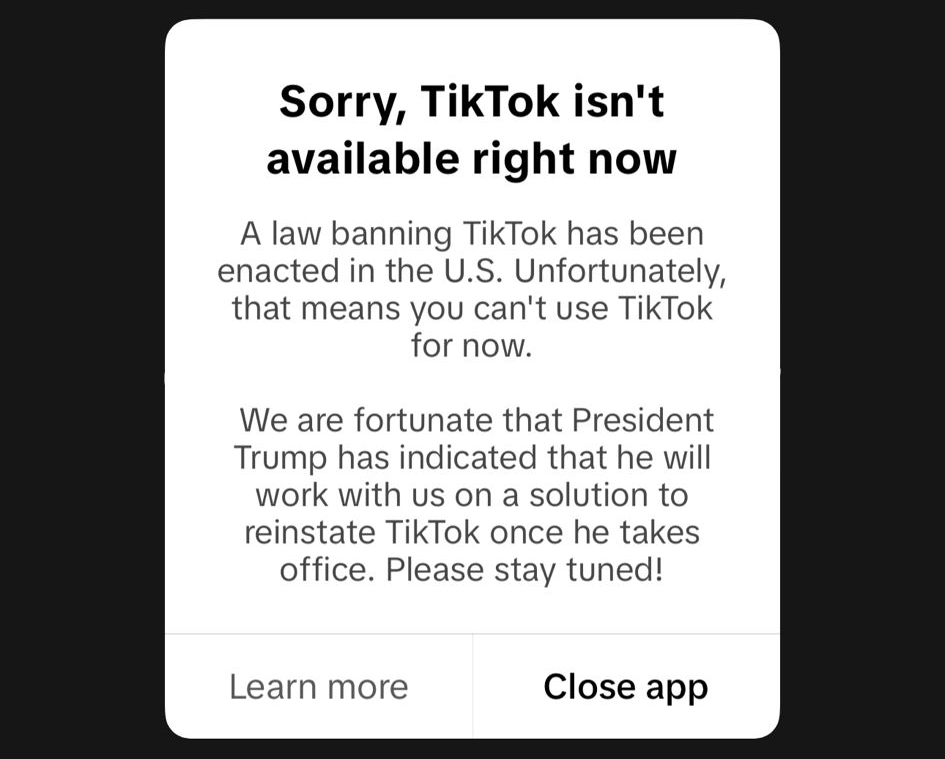 Sorry, TikTok isn't
available right now
A law banning TikTok has been
enacted in the U.S. Unfortunately,
that means you can't use TikTok
for now.
We are fortunate that President
Trump has indicated that he will
work with us on a solution to
reinstate TikTok once he takes
office. Please stay tuned!
Learn more
Close app